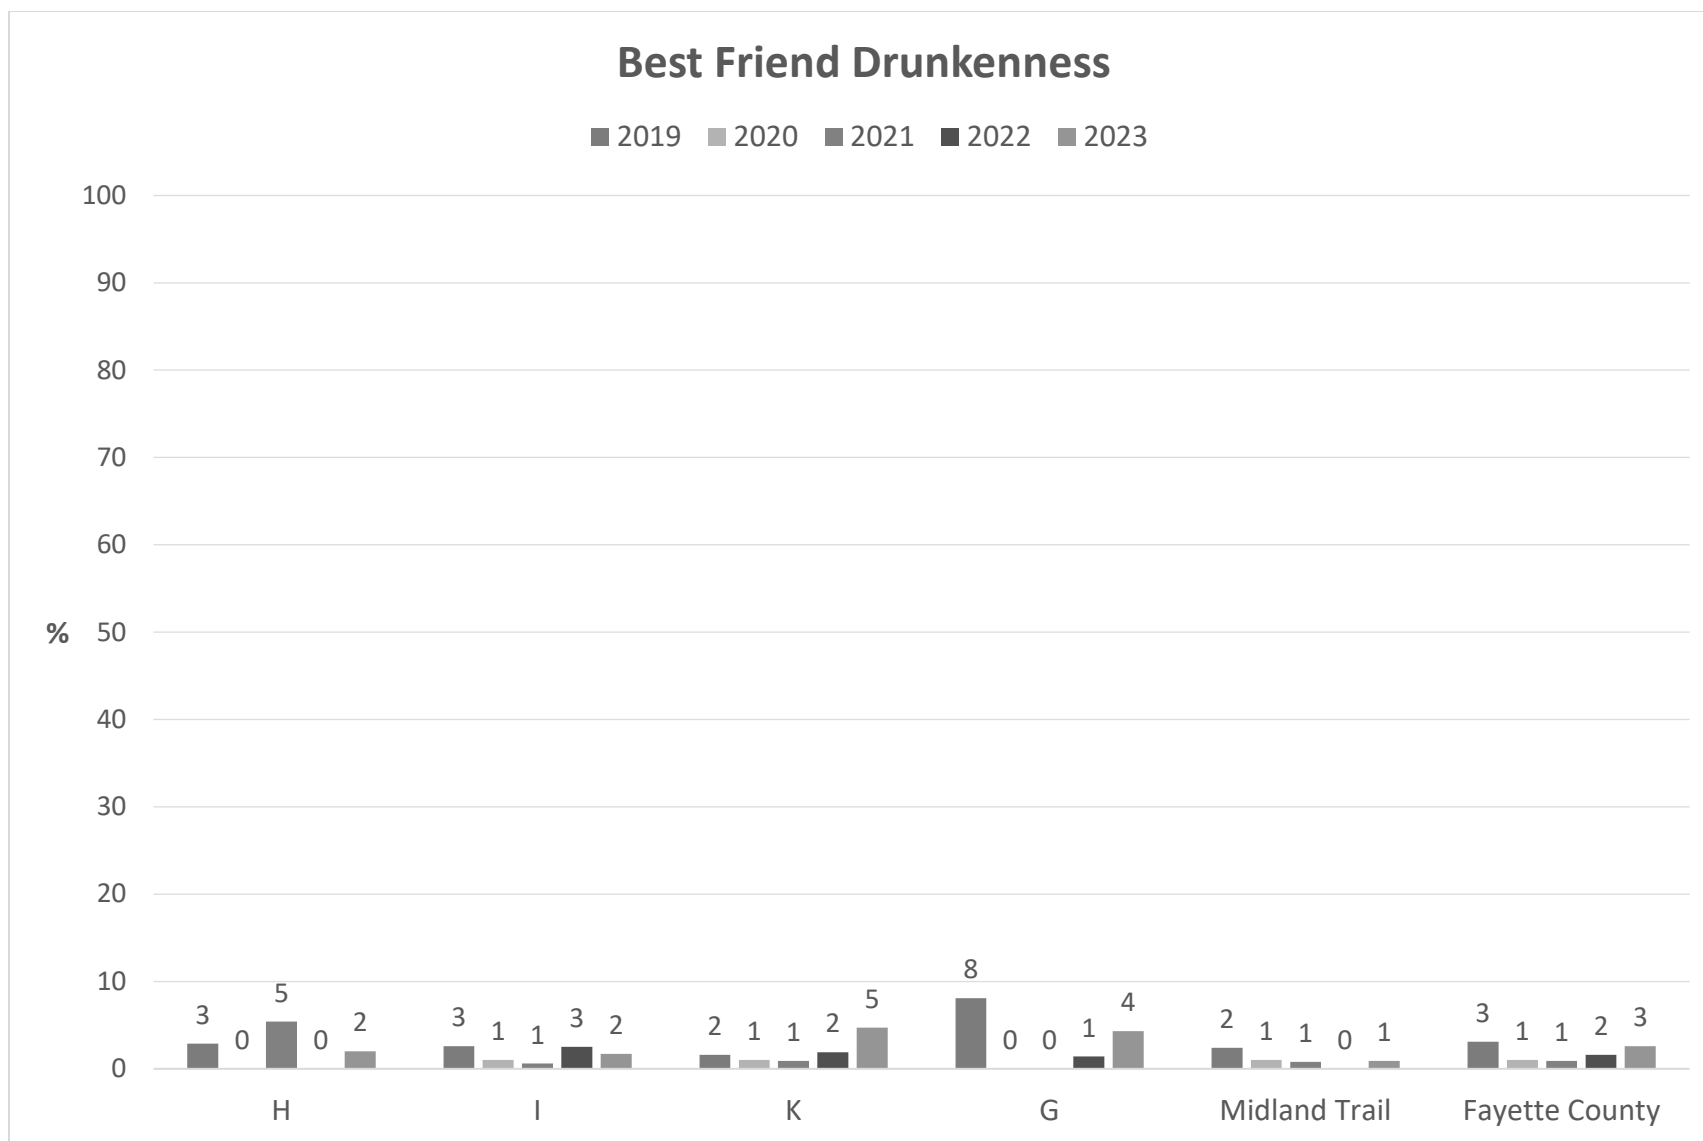 Best Friend Drunkenness
2019 2020 2021 2022 2023
100
90
80
70
60
% 50
40
30
20
10
0
3 0 5 0 2
3 1 1 3 2
2 1 1 2 5
8 0 0 1 4
2 1 1 0 1
3 1 1 2 3
H I K G Midland Trail Fayette County